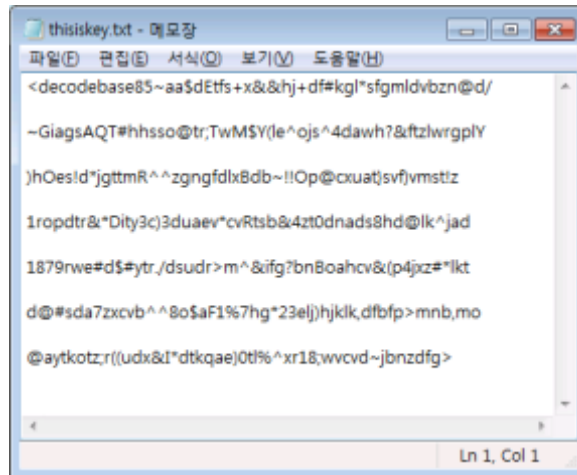 thisiskey.txt - 메모장
파일(F) 편집(E) 서식(O) 보기(V) 도움말(H)
<decodebase85~aa$dEtfs+x&&hj+df#kgl*sfgmldvbzn@d/
~GiagsAQT#hhsso@tr;TwM$Y(le^ojs^4dawh?&ftzlwrgplY
)hOes!d*jgttmR^^zgngfdlxBdb~!!Op@cxuat)svf)vmst!z
1ropdtr&*Dity3c)3duaev*cvRtsb&4zt0dnads8hd@lk^jad
1879rwe#d$#ytr./dsudr>m^&ifg?bnBoahcv&(p4jxz#*lkt
d@#sda7zxcvb^^8o$aF1%7hg*23elj)hjklk,dfbfp>mnb,mo
@aytkotz;r((udx&I*dtkqae)0tl%^xr18;wvcvd~jbnzdfg>
Ln 1, Col 1